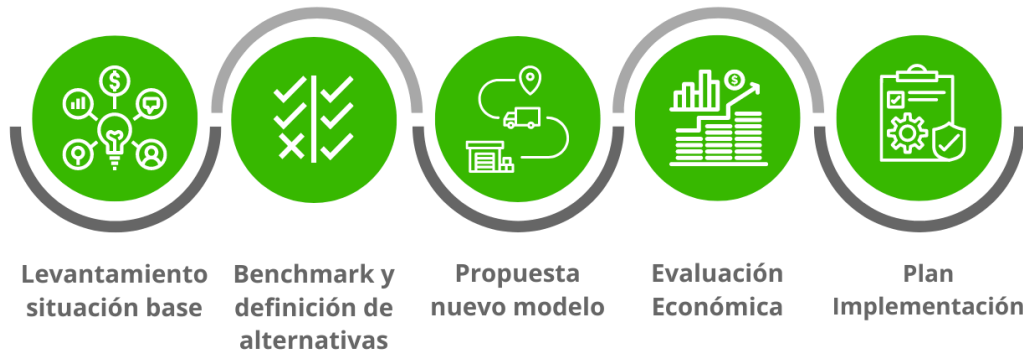 Levantamiento
situación base
Benchmark y
definición de
alternativas
Propuesta
nuevo modelo
Evaluación
Económica
Plan
Implementación